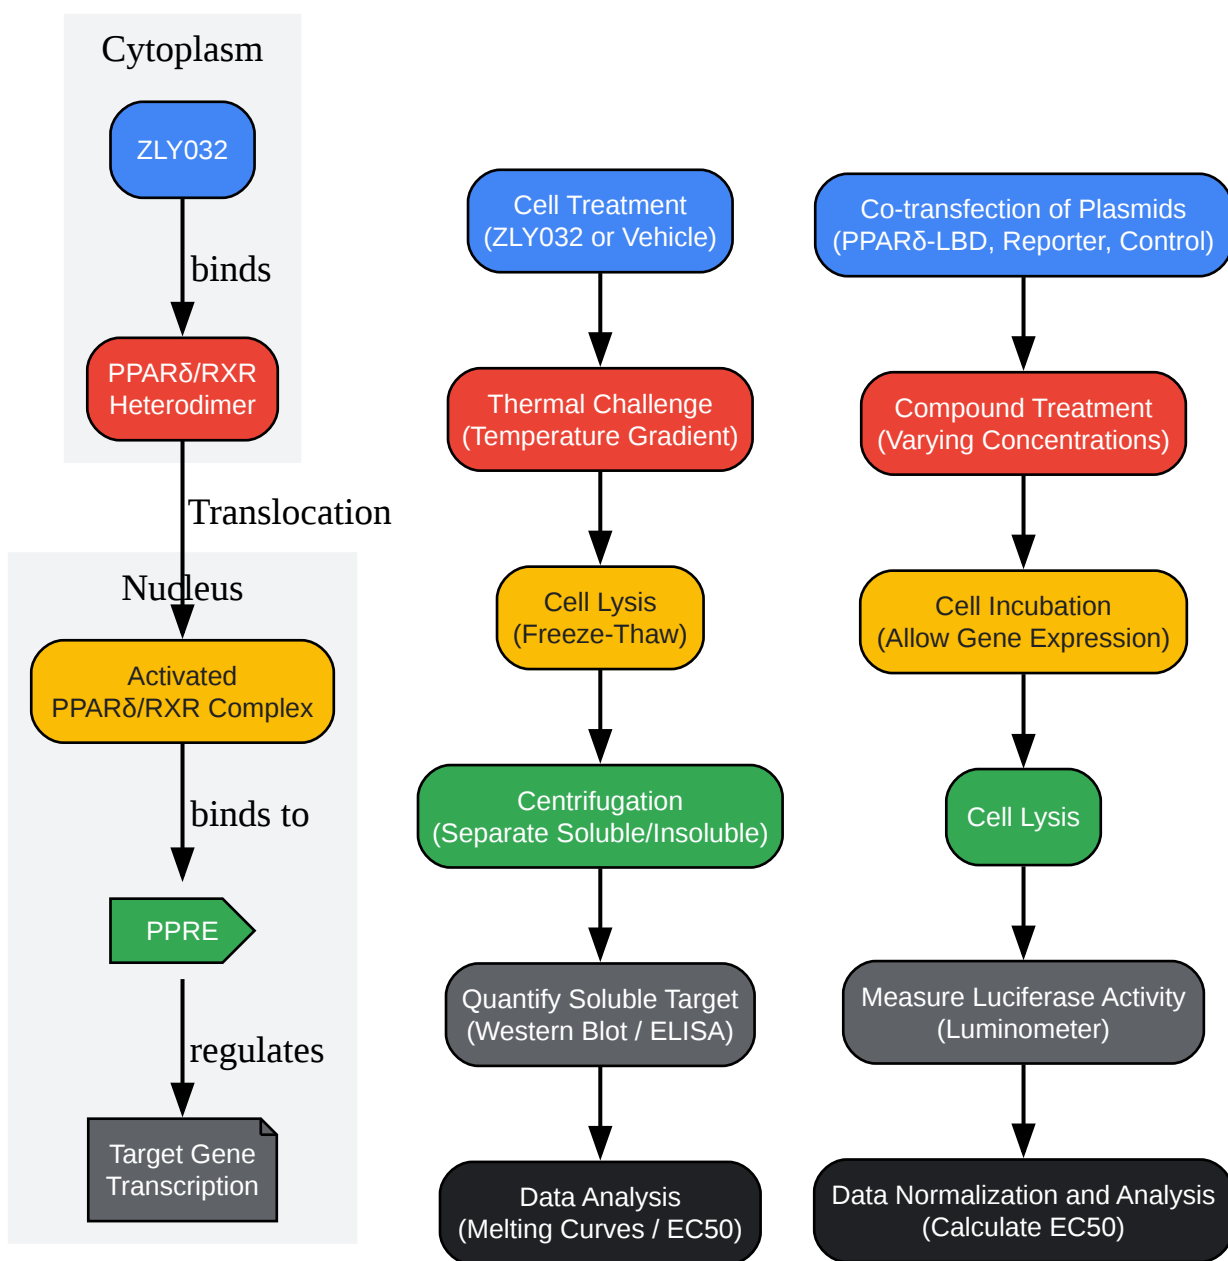 Cytoplasm
ZLY032
binds
PPARδ/RXR
Heterodimer
Translocation
Nucleus
Activated
PPARδ/RXR Complex
binds to
PPRE
regulates
Target Gene
Transcription
Cell Treatment
(ZLY032 or Vehicle)
Thermal Challenge
(Temperature Gradient)
Cell Lysis
(Freeze-Thaw)
Centrifugation
(Separate Soluble/Insoluble)
Quantify Soluble Target
(Western Blot / ELISA)
Data Analysis
(Melting Curves / EC50)
Co-transfection of Plasmids
(PPARδ-LBD, Reporter, Control)
Compound Treatment
(Varying Concentrations)
Cell Incubation
(Allow Gene Expression)
Cell Lysis
Measure Luciferase Activity
(Luminometer)
Data Normalization and Analysis
(Calculate EC50)